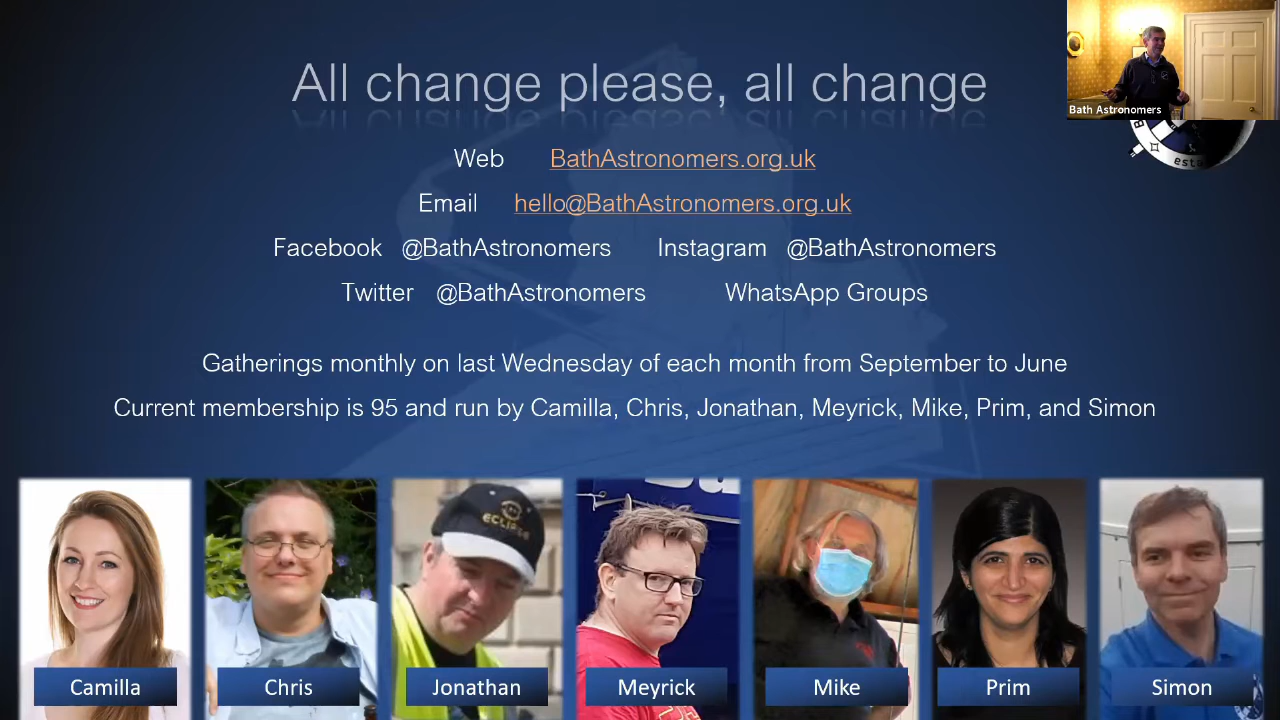 All change please, all change
Bath Astronomers
esta
Web BathAstronomers.org.uk
Email hello@BathAstronomers.org.uk
Facebook @BathAstronomers Instagram @BathAstronomers
Twitter @BathAstronomers WhatsApp Groups
Gatherings monthly on last Wednesday of each month from September to June
Current membership is 95 and run by Camilla, Chris, Jonathan, Meyrick, Mike, Prim, and Simon
ECLIPSE
Camilla
Chris
Jonathan
Meyrick
Mike
Prim
Simon